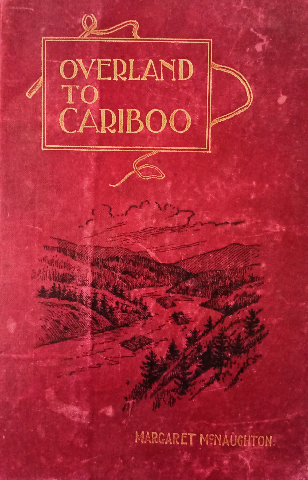 OVERLAND
TO
CARIBOO
MARGARET McNAUGHTON